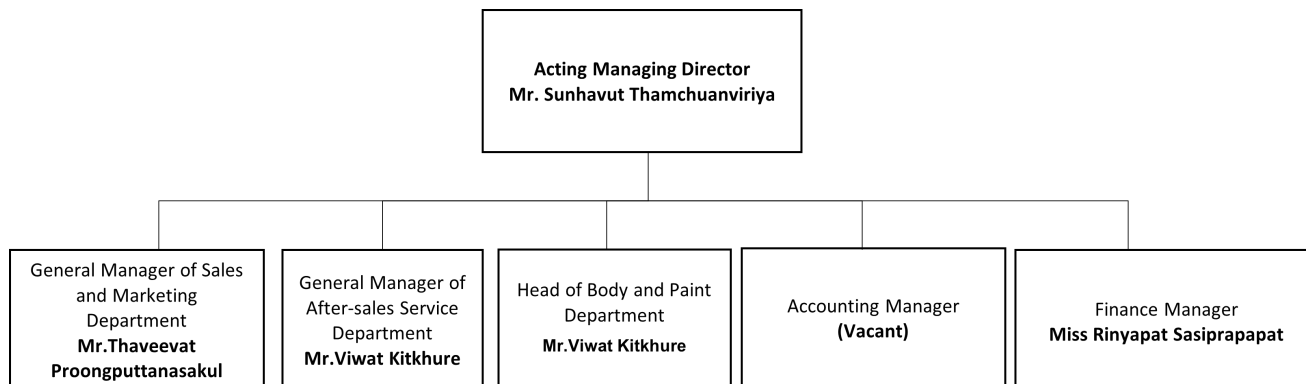 Acting Managing Director
Mr. Sunhavut Thamchuanviriya
General Manager of Sales
and Marketing
Department
Mr.Thaveevat
Proongputtanasakul
General Manager of
After-sales Service
Department
Mr.Viwat Kitkhure
Head of Body and Paint
Department
Mr.Viwat Kitkhure
Accounting Manager
(Vacant)
Finance Manager
Miss Rinyapat Sasiprapapat